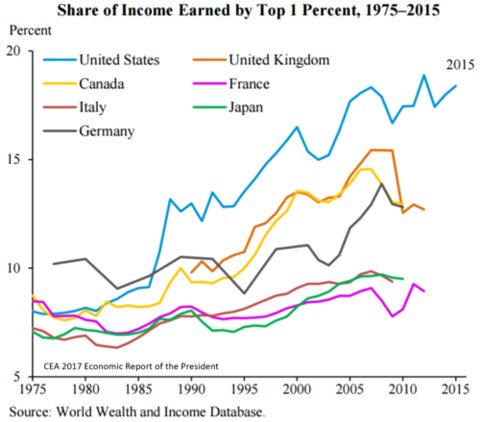 Share of Income Earned by Top 1 Percent, 1975–2015
Percent
20
2015
United States
United Kingdom
Canada
France
Italy
Japan
Germany
15
10
5
CEA 2017 Economic Report of the President
1975 1980 1985 1990 1995 2000 2005 2010 2015
Source: World Wealth and Income Database.